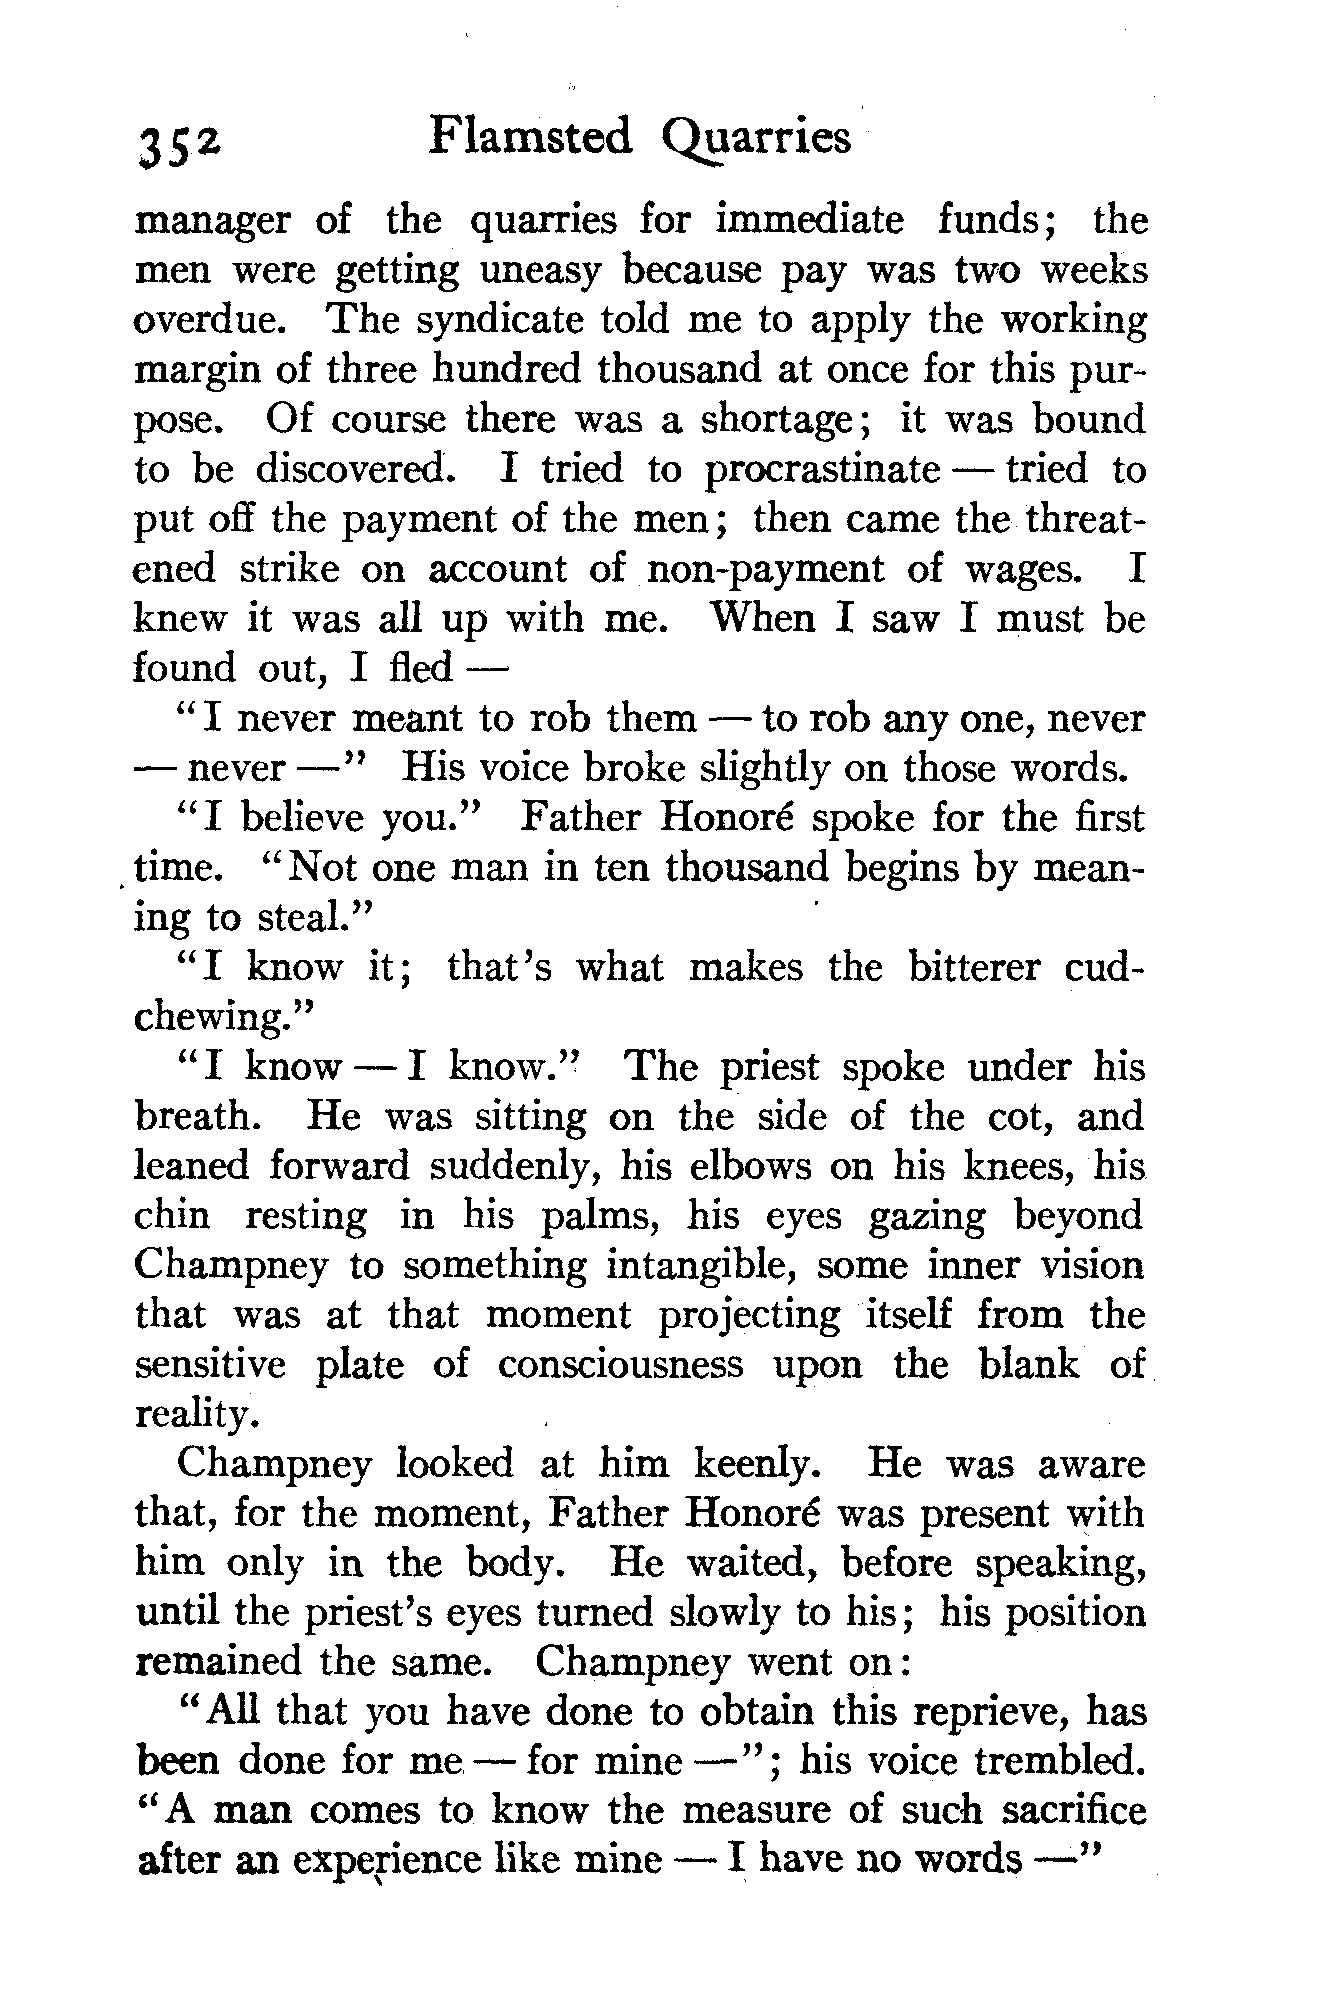 352 Flamsted Quarries
manager of the quarries for immediate funds; the
men were getting uneasy because pay was two weeks
overdue. The syndicate told me to apply the working
margin of three hundred thousand at once for this pur-
pose. Of course there was a shortage; it was bound
to be discovered. I tried to procrastinate — tried to
put off the payment of the men; then came the threat-
ened strike on account of non-payment of wages. I
knew it was all up with me. When I saw I must be
found out, I fled —
"I never meant to rob them — to rob any one, never
— never —" His voice broke slightly on those words.
"I believe you." Father Honoré spoke for the first
time. "Not one man in ten thousand begins by mean-
ing to steal."
"I know it; that's what makes the bitterer cud-
chewing."
"I know — I know." The priest spoke under his
breath. He was sitting on the side of the cot, and
leaned forward suddenly, his elbows on his knees, his
chin resting in his palms, his eyes gazing beyond
Champney to something intangible, some inner vision
that was at that moment projecting itself from the
sensitive plate of consciousness upon the blank of
reality.
Champney looked at him keenly. He was aware
that, for the moment, Father Honoré was present with
him only in the body. He waited, before speaking,
until the priest's eyes turned slowly to his; his position
remained the same. Champney went on:
"All that you have done to obtain this reprieve, has
been done for me — for mine —"; his voice trembled.
"A man comes to know the measure of such sacrifice
after an experience like mine — I have no words —"